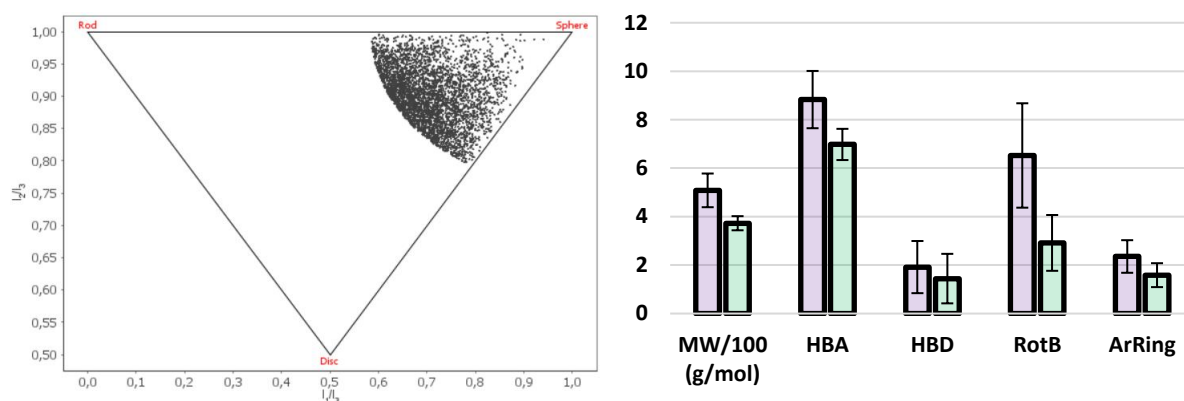 Rod
Sphere
1,00
0,95
0,90
0,85
0,80
0,75
0,70
0,65
0,60
0,55
0,50
I₂/I₃
Disc
0,0
0,1
0,2
0,3
0,4
0,5
0,6
0,7
0,8
0,9
1,0
I₁/I₃
12
10
8
6
4
2
0
MW/100
(g/mol)
HBA
HBD
RotB
ArRing